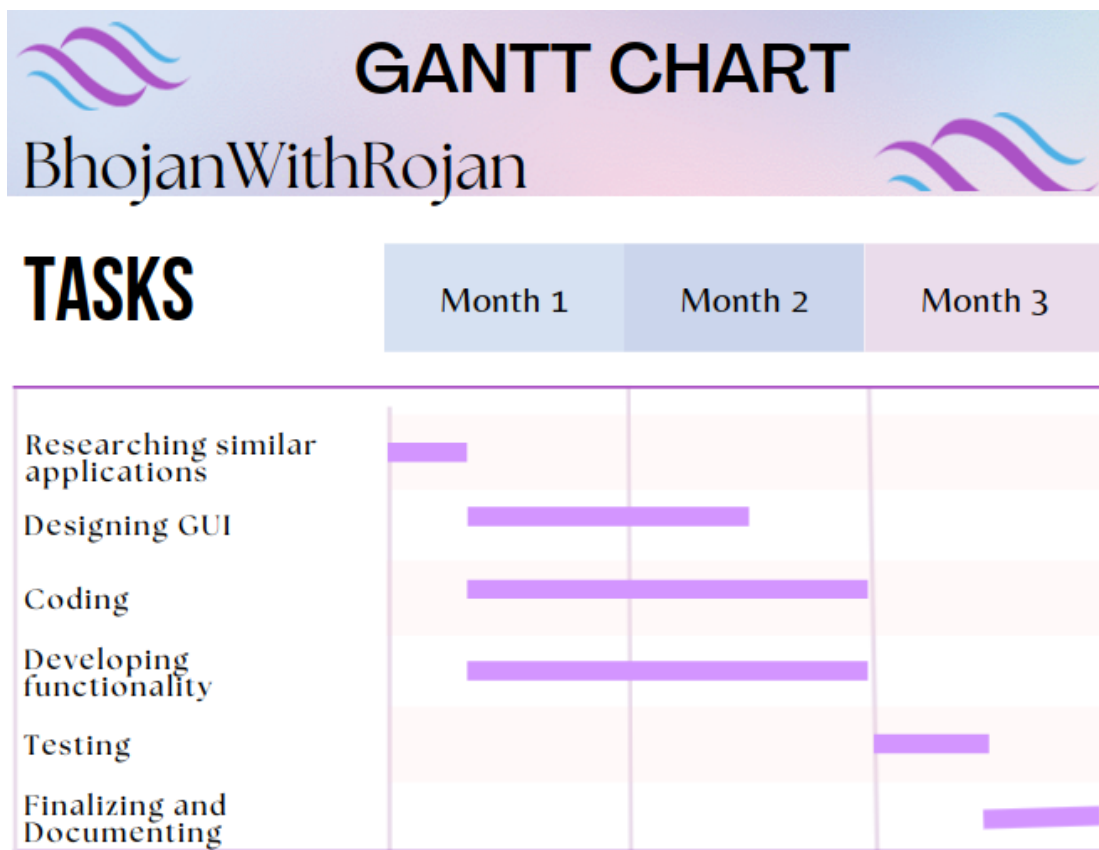 GANTT CHART
BhojanWithRojan
TASKS
Month 1
Month 2
Month 3
Researching similar
applications
Designing GUI
Coding
Developing
functionality
Testing
Finalizing and
Documenting